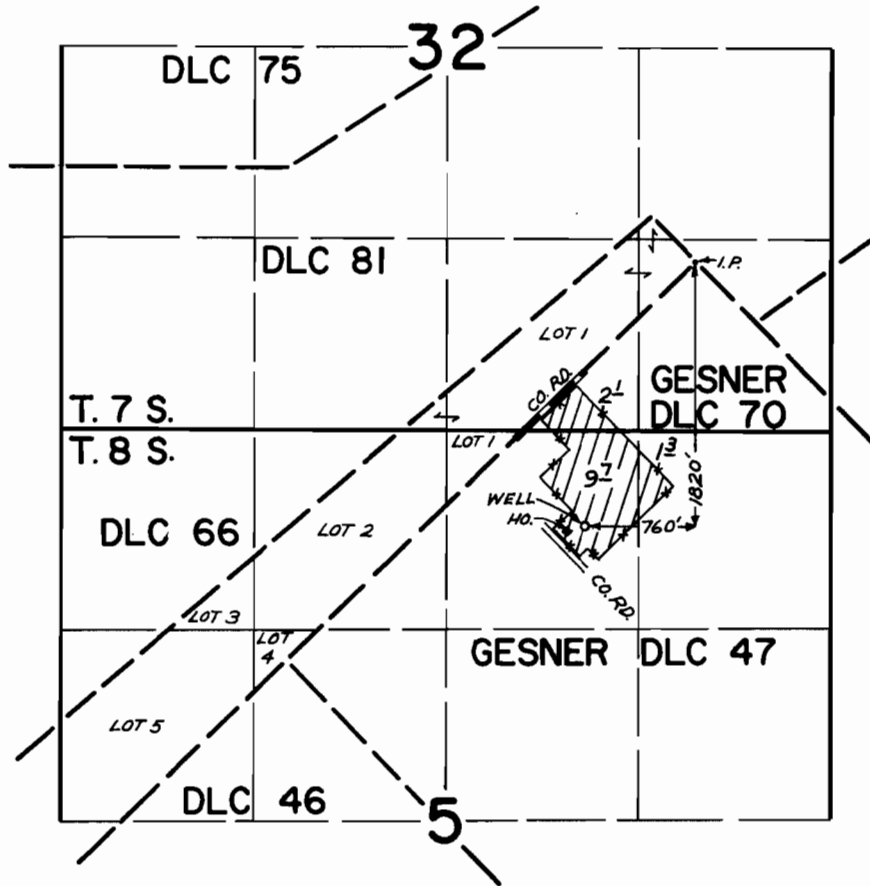 32
DLC 75
DLC 81
I.P.
LOT 1
CO. RD.
GESNER
DLC 70
2 1
T. 7 S.
T. 8 S.
LOT 1
1 3
9 7
1820'
WELL
HO.
760'
DLC 66
LOT 2
CO. RD.
LOT 3
LOT
4
GESNER DLC 47
LOT 5
DLC 46
5